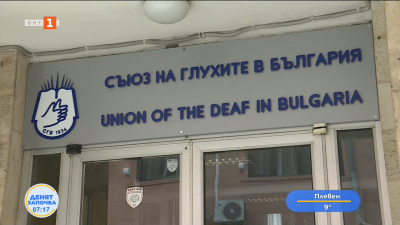 БНТ 1
СЪЮЗ НА ГЛУХИТЕ В БЪЛГАРИЯ
UNION OF THE DEAF IN BULGARIA
СГБ 1934
ДЕНЯТ
ЗАПОЧВА
07:17
Плевен
9°